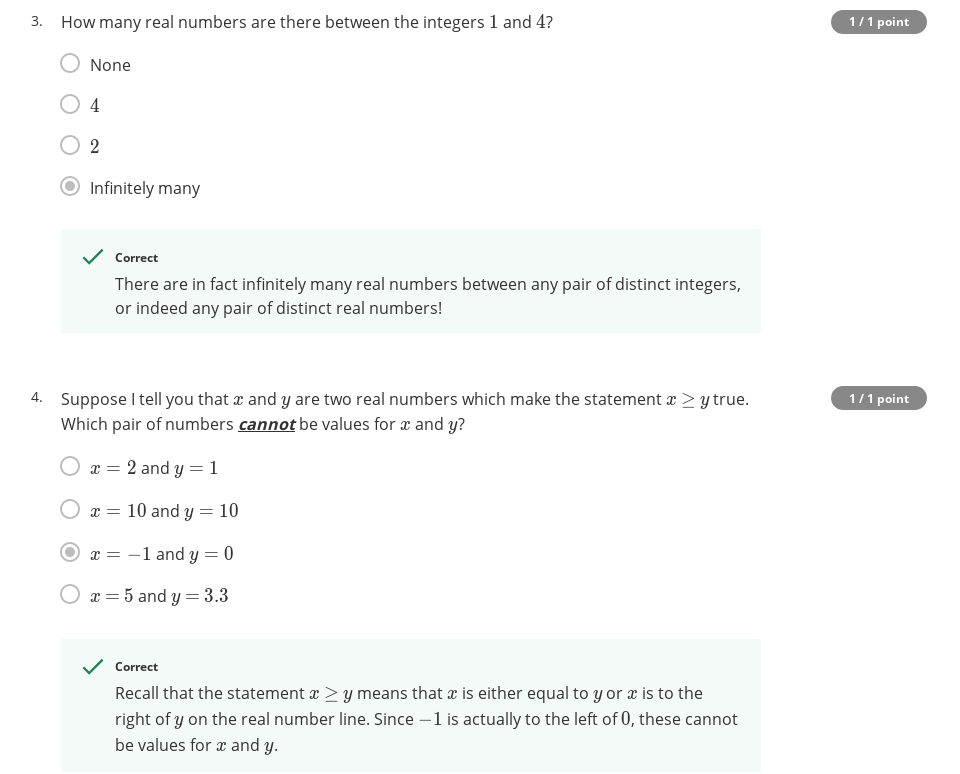 3. How many real numbers are there between the integers 1 and 4?
1 / 1 point
None
4
2
Infinitely many
Correct
There are in fact infinitely many real numbers between any pair of distinct integers,
or indeed any pair of distinct real numbers!
4. Suppose I tell you that x and y are two real numbers which make the statement x ≥ y true.
1 / 1 point
Which pair of numbers cannot be values for x and y?
x = 2 and y = 1
x = 10 and y = 10
x = −1 and y = 0
x = 5 and y = 3.3
Correct
Recall that the statement x ≥ y means that x is either equal to y or x is to the
right of y on the real number line. Since −1 is actually to the left of 0, these cannot
be values for x and y.